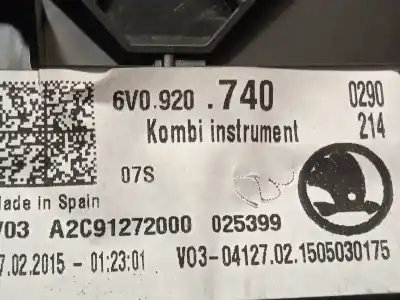 6V0.920 .740 0290
Kombi instrument 214
07S
Made in Spain
V03 A2C91272000 025399
7.02.2015 - 01:23:01 V03-04127.02.1505030175